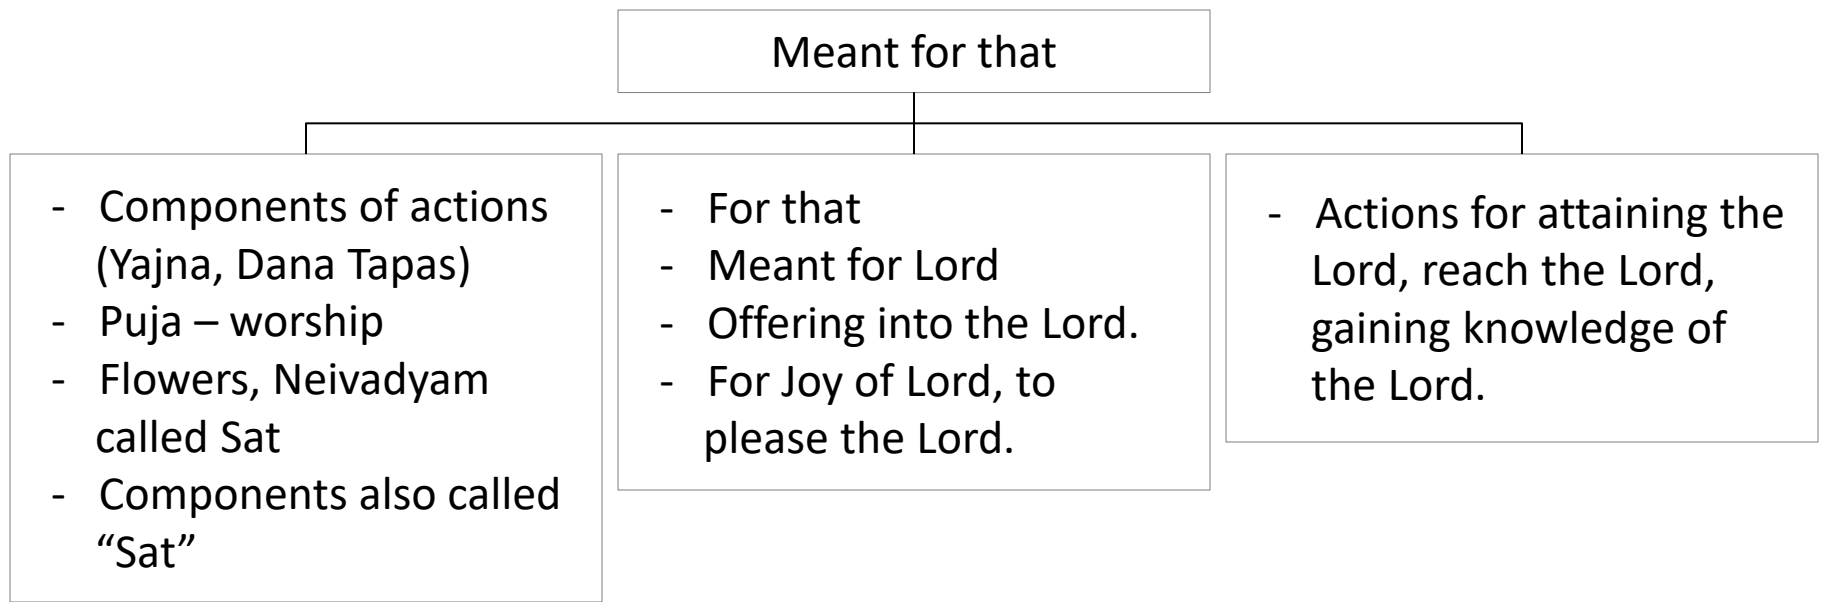 Meant for that
- Components of actions
(Yajna, Dana Tapas)
- Puja – worship
- Flowers, Neivadyam
called Sat
- Components also called
“Sat”
- For that
- Meant for Lord
- Offering into the Lord.
- For Joy of Lord, to
please the Lord.
- Actions for attaining the
Lord, reach the Lord,
gaining knowledge of
the Lord.